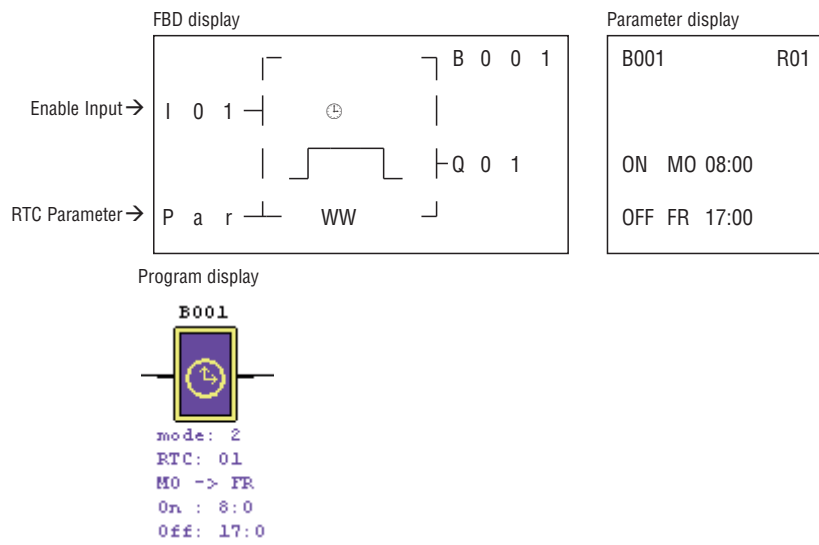 FBD display
B 0 0 1
Enable Input→
I 0 1
Q 0 1
RTC Parameter→
P a r
WW
Parameter display
B001 R01
ON MO 08:00
OFF FR 17:00
Program display
B001
mode: 2
RTC: 01
MO -> FR
On : 8:0
Off: 17:0